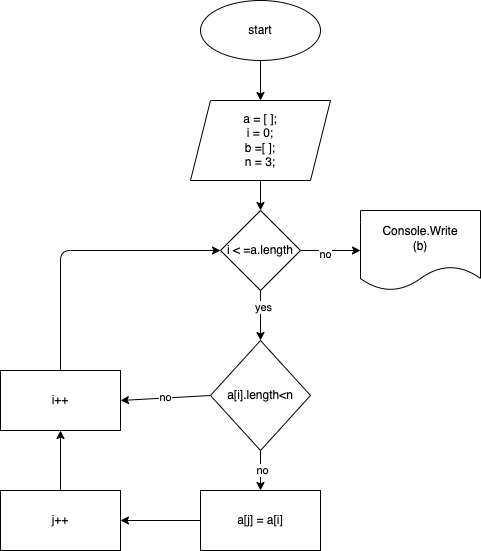 start
a = [ ];
i = 0;
b =[ ];
n = 3;
i < =a.length
no
Console.Write
(b)
yes
a[i].length<n
no
i++
no
j++
a[j] = a[i]